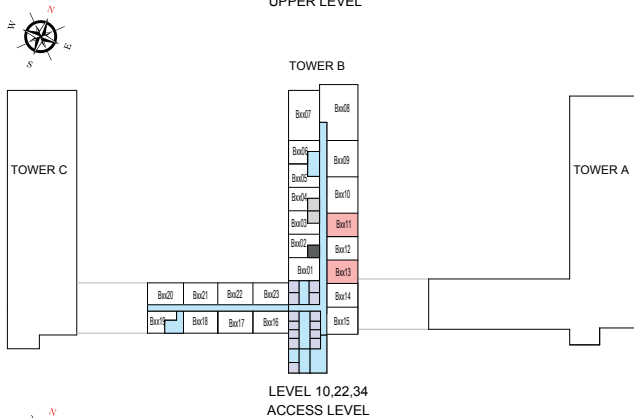 UPPER LEVEL
N
W
E
S
TOWER B
Bxx07
Bxx08
TOWER C
TOWER A
Bxx06
Bxx09
Bxx05
Bxx04
Bxx10
Bxx03
Bxx11
Bxx02
Bxx12
Bxx01
Bxx13
Bxx20
Bxx21
Bxx22
Bxx23
Bxx14
Bxx19
Bxx18
Bxx17
Bxx16
Bxx15
LEVEL 10,22,34
ACCESS LEVEL
N